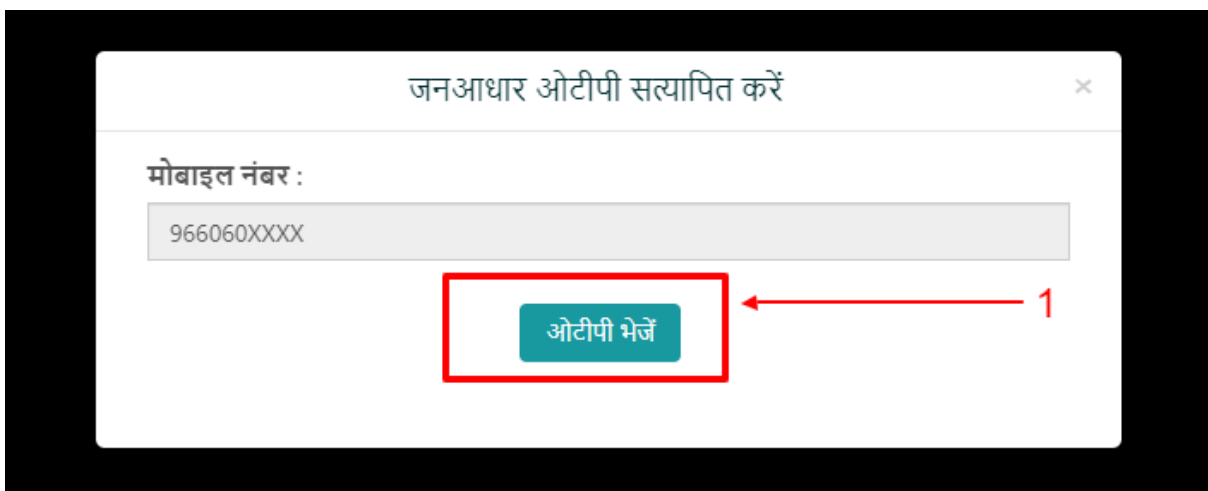 जनआधार ओटीपी सत्यापित करें ×
मोबाइल नंबर :
966060XXXX
ओटीपी भेजें 1